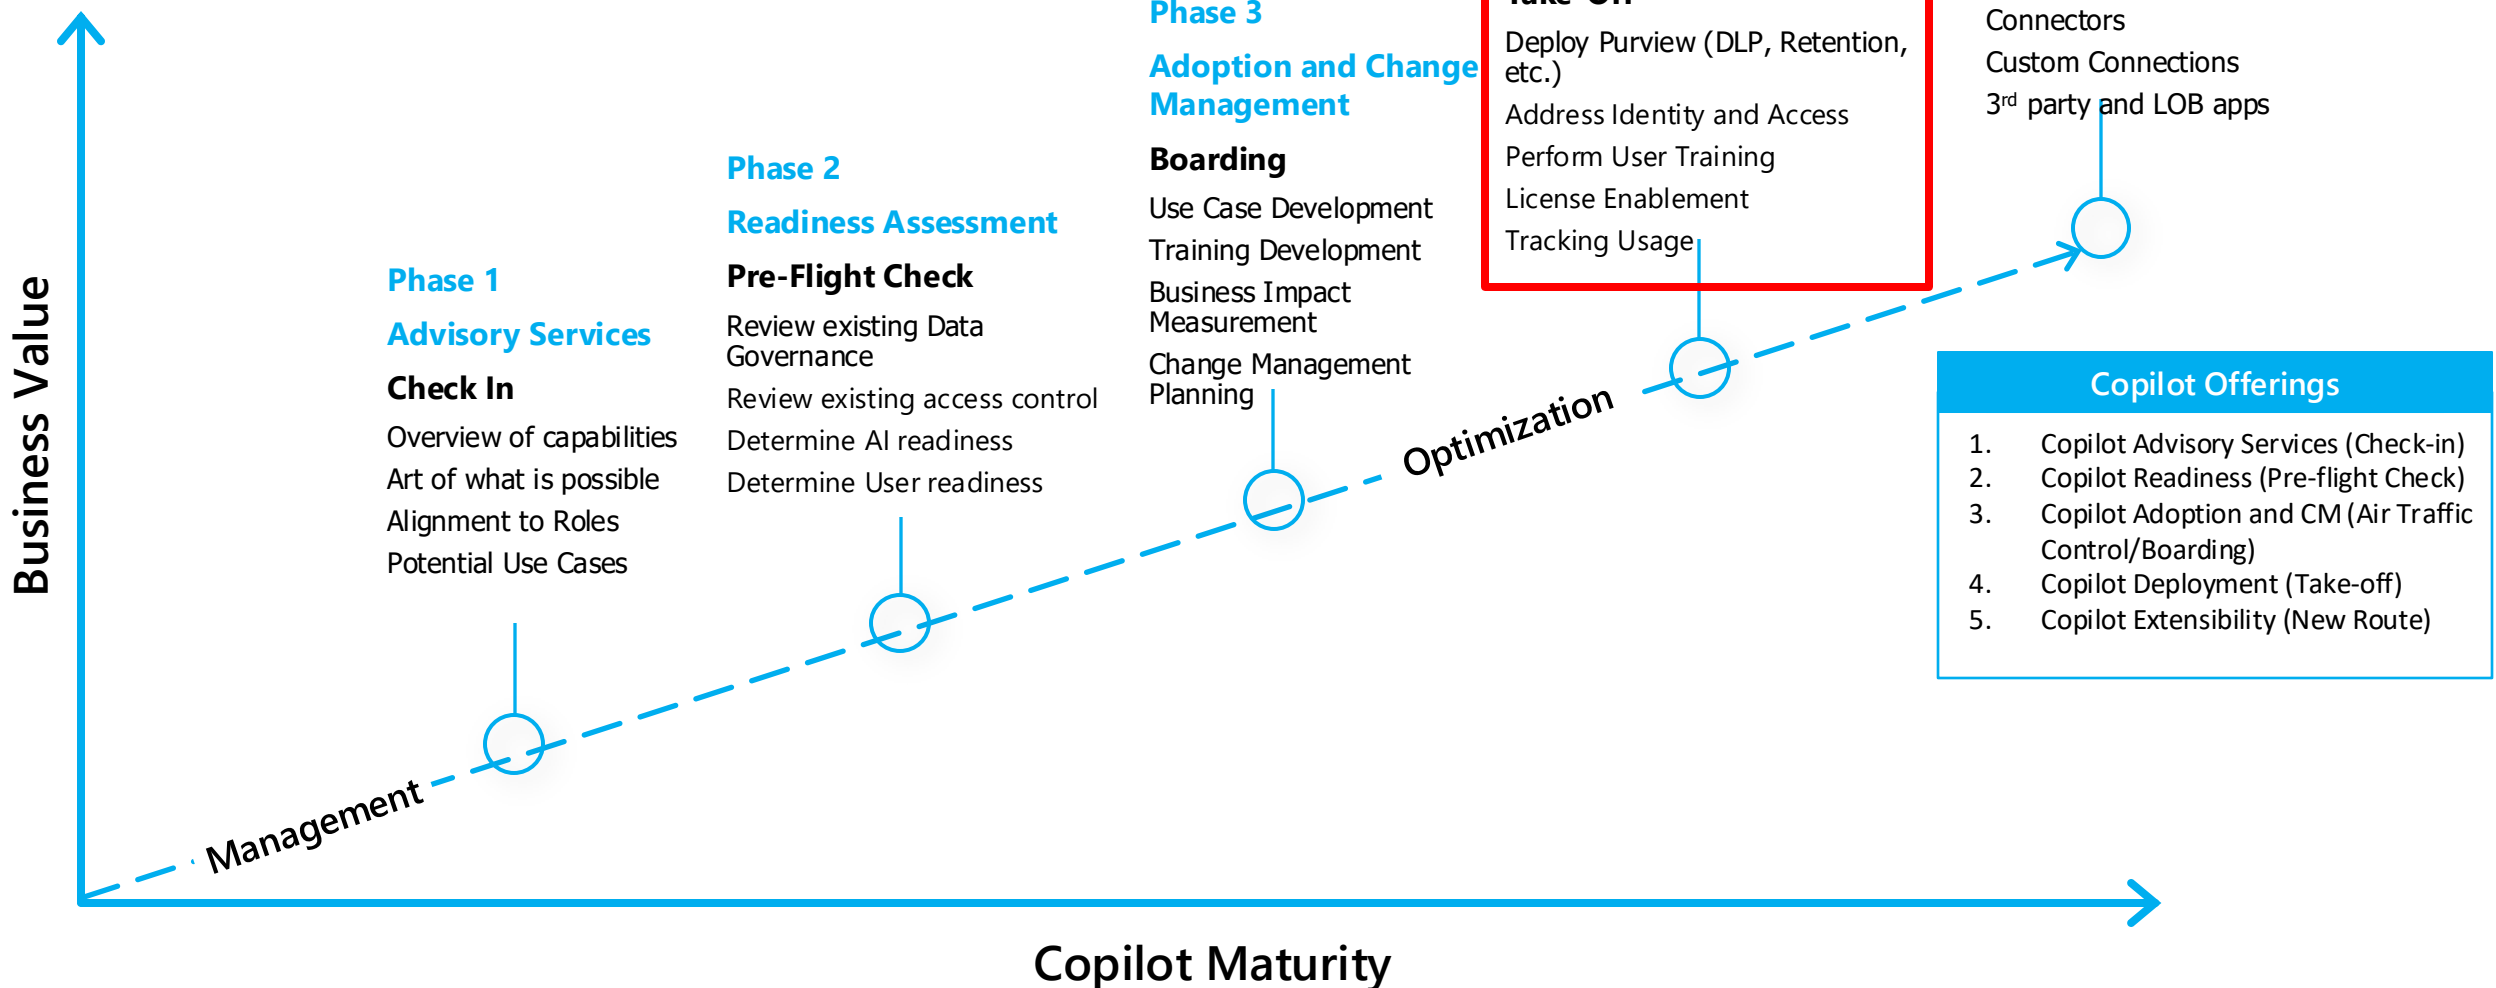 Business Value
Phase 1
Advisory Services
Check In
Overview of capabilities
Art of what is possible
Alignment to Roles
Potential Use Cases
Phase 2
Readiness Assessment
Pre-Flight Check
Review existing Data
Governance
Review existing access control
Determine AI readiness
Determine User readiness
Phase 3
Adoption and Change
Management
Boarding
Use Case Development
Training Development
Business Impact
Measurement
Change Management
Planning
Take-Off
Deploy Purview (DLP, Retention,
etc.)
Address Identity and Access
Perform User Training
License Enablement
Tracking Usage
Connectors
Custom Connections
3rd party and LOB apps
Management
Optimization
Copilot Offerings
1. Copilot Advisory Services (Check-in)
2. Copilot Readiness (Pre-flight Check)
3. Copilot Adoption and CM (Air Traffic
Control/Boarding)
4. Copilot Deployment (Take-off)
5. Copilot Extensibility (New Route)
Copilot Maturity